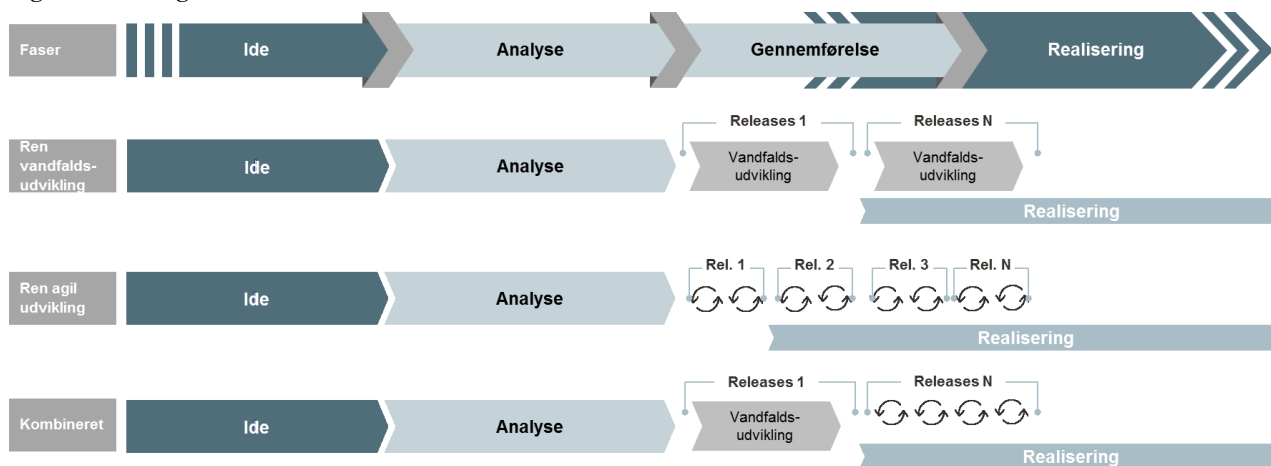 Faser
Ide
Analyse
Gennemførelse
Realisering
Ren
vandfalds-
udvikling
Ide
Analyse
Releases 1
Vandfalds-
udvikling
Releases N
Vandfalds-
udvikling
Realisering
Ren agil
udvikling
Ide
Analyse
Rel. 1
Rel. 2
Rel. 3
Rel. N
Realisering
Kombineret
Ide
Analyse
Releases 1
Vandfalds-
udvikling
Releases N
Realisering